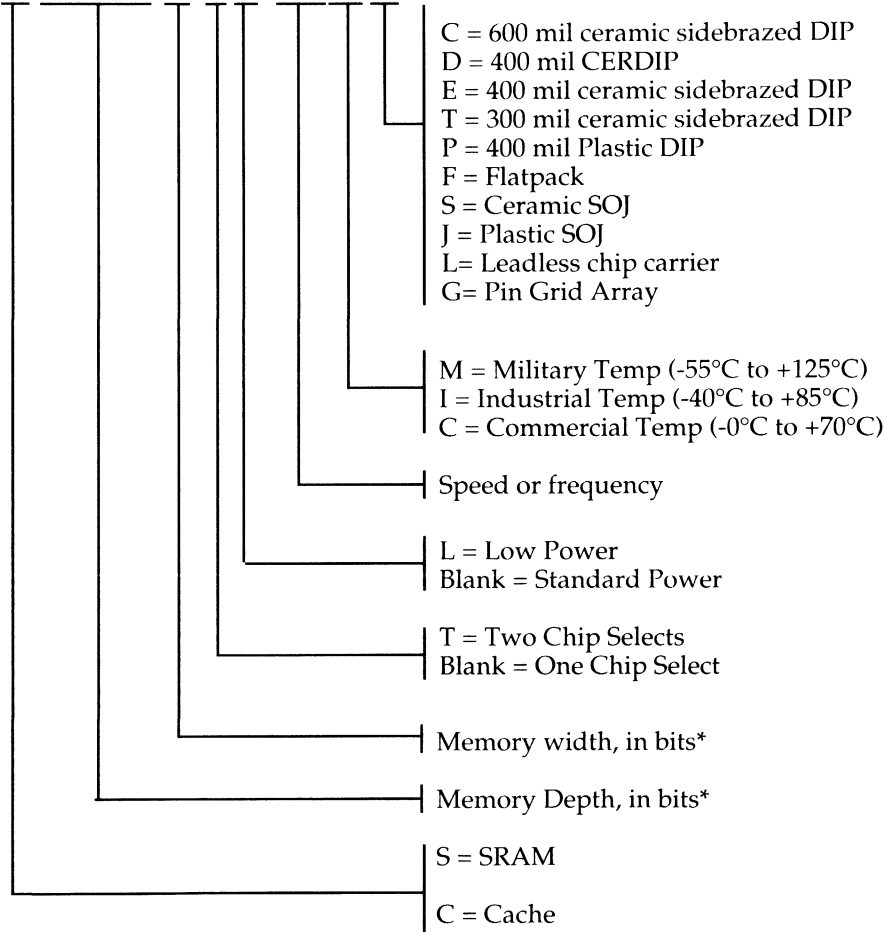 C = 600 mil ceramic sidebrazed DIP
D = 400 mil CERDIP
E = 400 mil ceramic sidebrazed DIP
T = 300 mil ceramic sidebrazed DIP
P = 400 mil Plastic DIP
F = Flatpack
S = Ceramic SOJ
J = Plastic SOJ
L= Leadless chip carrier
G= Pin Grid Array
M = Military Temp (-55°C to +125°C)
I = Industrial Temp (-40°C to +85°C)
C = Commercial Temp (-0°C to +70°C)
Speed or frequency
L = Low Power
Blank = Standard Power
T = Two Chip Selects
Blank = One Chip Select
Memory width, in bits*
Memory Depth, in bits*
S = SRAM
C = Cache